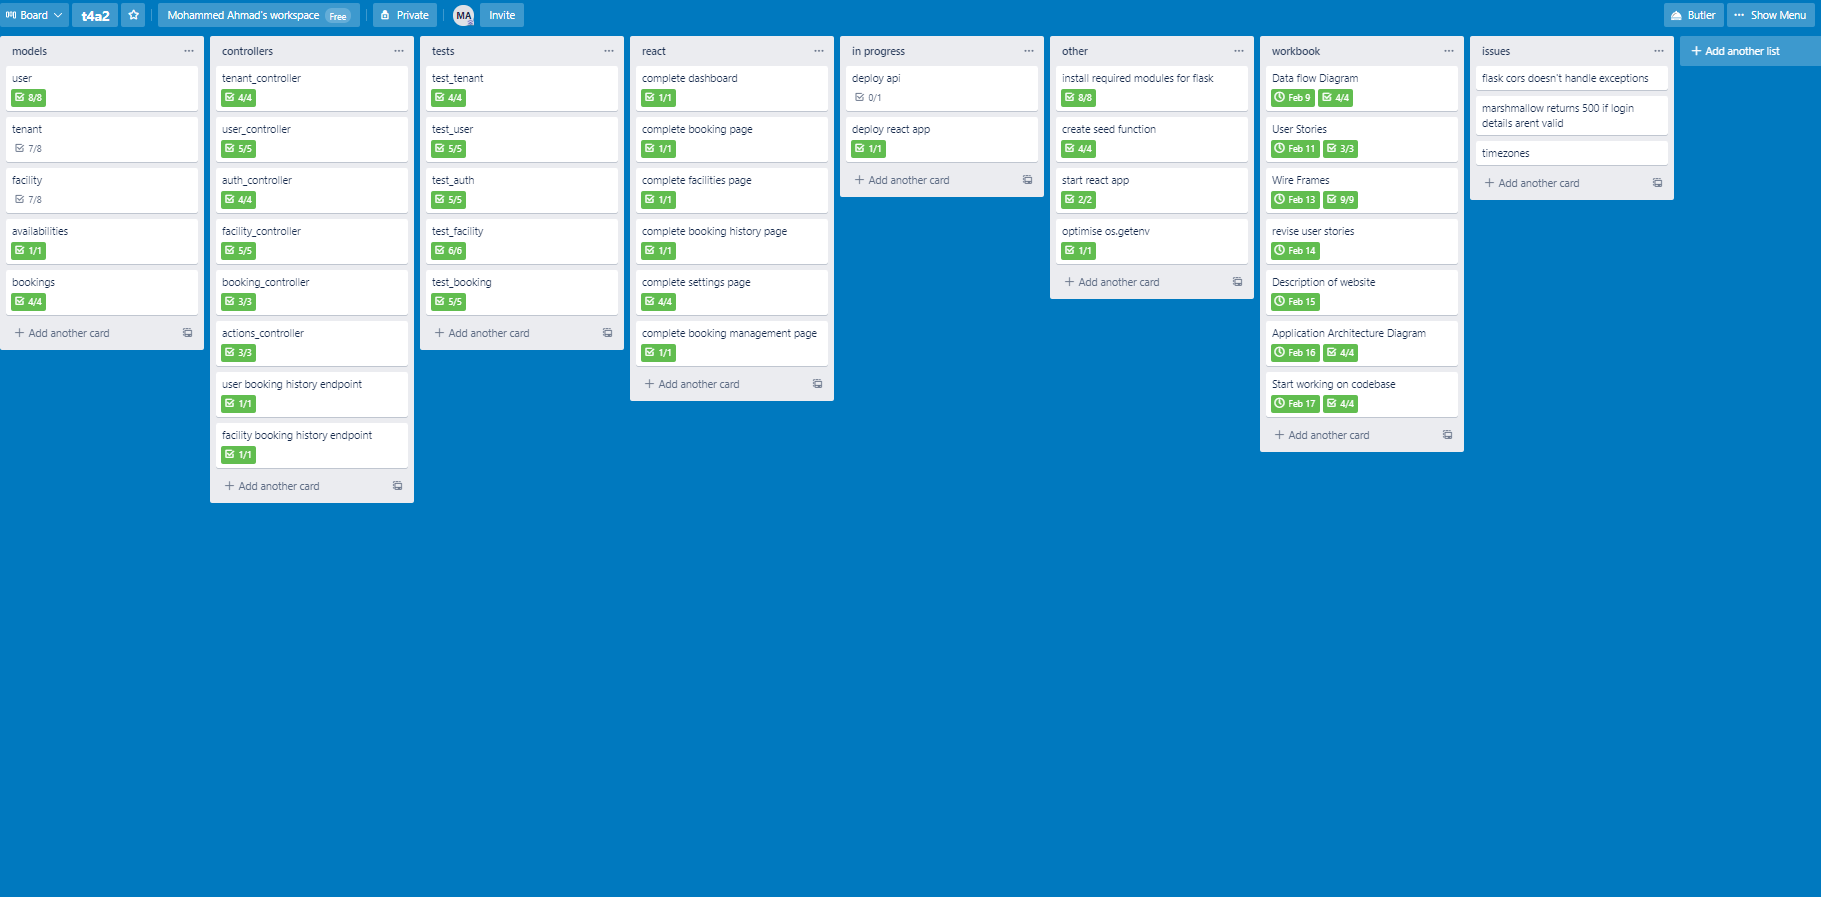 Board
t4a2
Mohammed Ahmad's workspace Free
Private
MA
Invite
Butler
Show Menu
models
user
8/8
tenant
7/8
facility
7/8
availabilities
1/1
bookings
4/4
Add another card
controllers
tenant_controller
4/4
user_controller
5/5
auth_controller
4/4
facility_controller
5/5
booking_controller
3/3
actions_controller
3/3
user booking history endpoint
1/1
facility booking history endpoint
1/1
Add another card
tests
test_tenant
4/4
test_user
5/5
test_auth
5/5
test_facility
6/6
test_booking
5/5
Add another card
react
complete dashboard
1/1
complete booking page
1/1
complete facilities page
1/1
complete booking history page
1/1
complete settings page
4/4
complete booking management page
1/1
Add another card
in progress
deploy api
0/1
deploy react app
1/1
Add another card
other
install required modules for flask
8/8
create seed function
4/4
start react app
2/2
optimise os.getenv
1/1
Add another card
workbook
Data flow Diagram
Feb 9 4/4
User Stories
Feb 11 3/3
Wire Frames
Feb 13 9/9
revise user stories
Feb 14
Description of website
Feb 15
Application Architecture Diagram
Feb 16 4/4
Start working on codebase
Feb 17 4/4
Add another card
issues
flask cors doesn't handle exceptions
marshmallow returns 500 if login
details arent valid
timezones
Add another card
Add another list